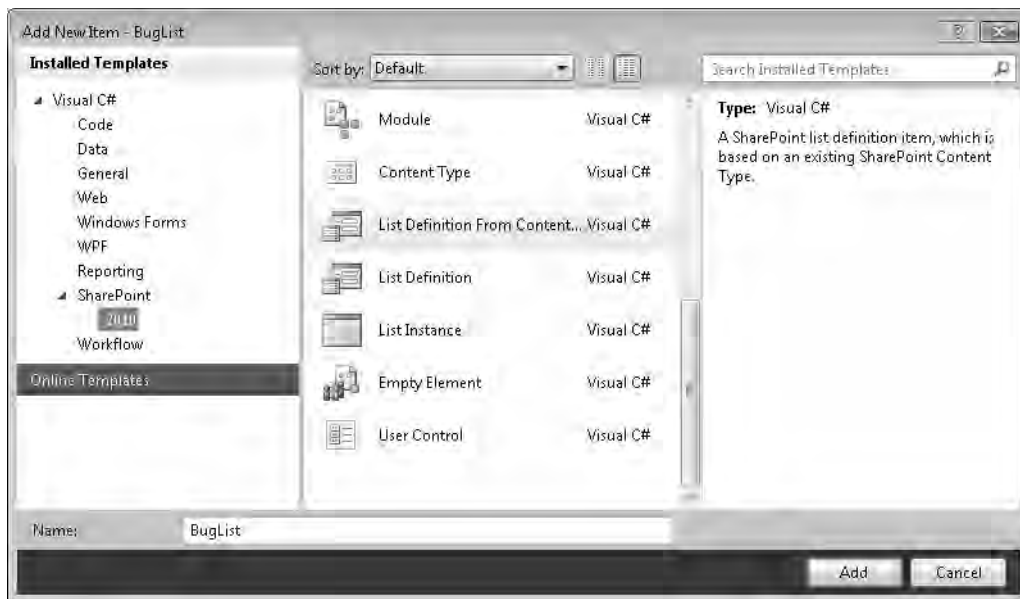 Add New Item - BugList
Installed Templates
Sort by: Default
Search Installed Templates
Visual C#
Code
Data
General
Web
Windows Forms
WPF
Reporting
SharePoint
2010
Workflow
Online Templates
Module Visual C#
Content Type Visual C#
List Definition From Content... Visual C#
List Definition Visual C#
List Instance Visual C#
Empty Element Visual C#
User Control Visual C#
Type: Visual C#
A SharePoint list definition item, which is
based on an existing SharePoint Content
Type.
Name: BugList
Add Cancel